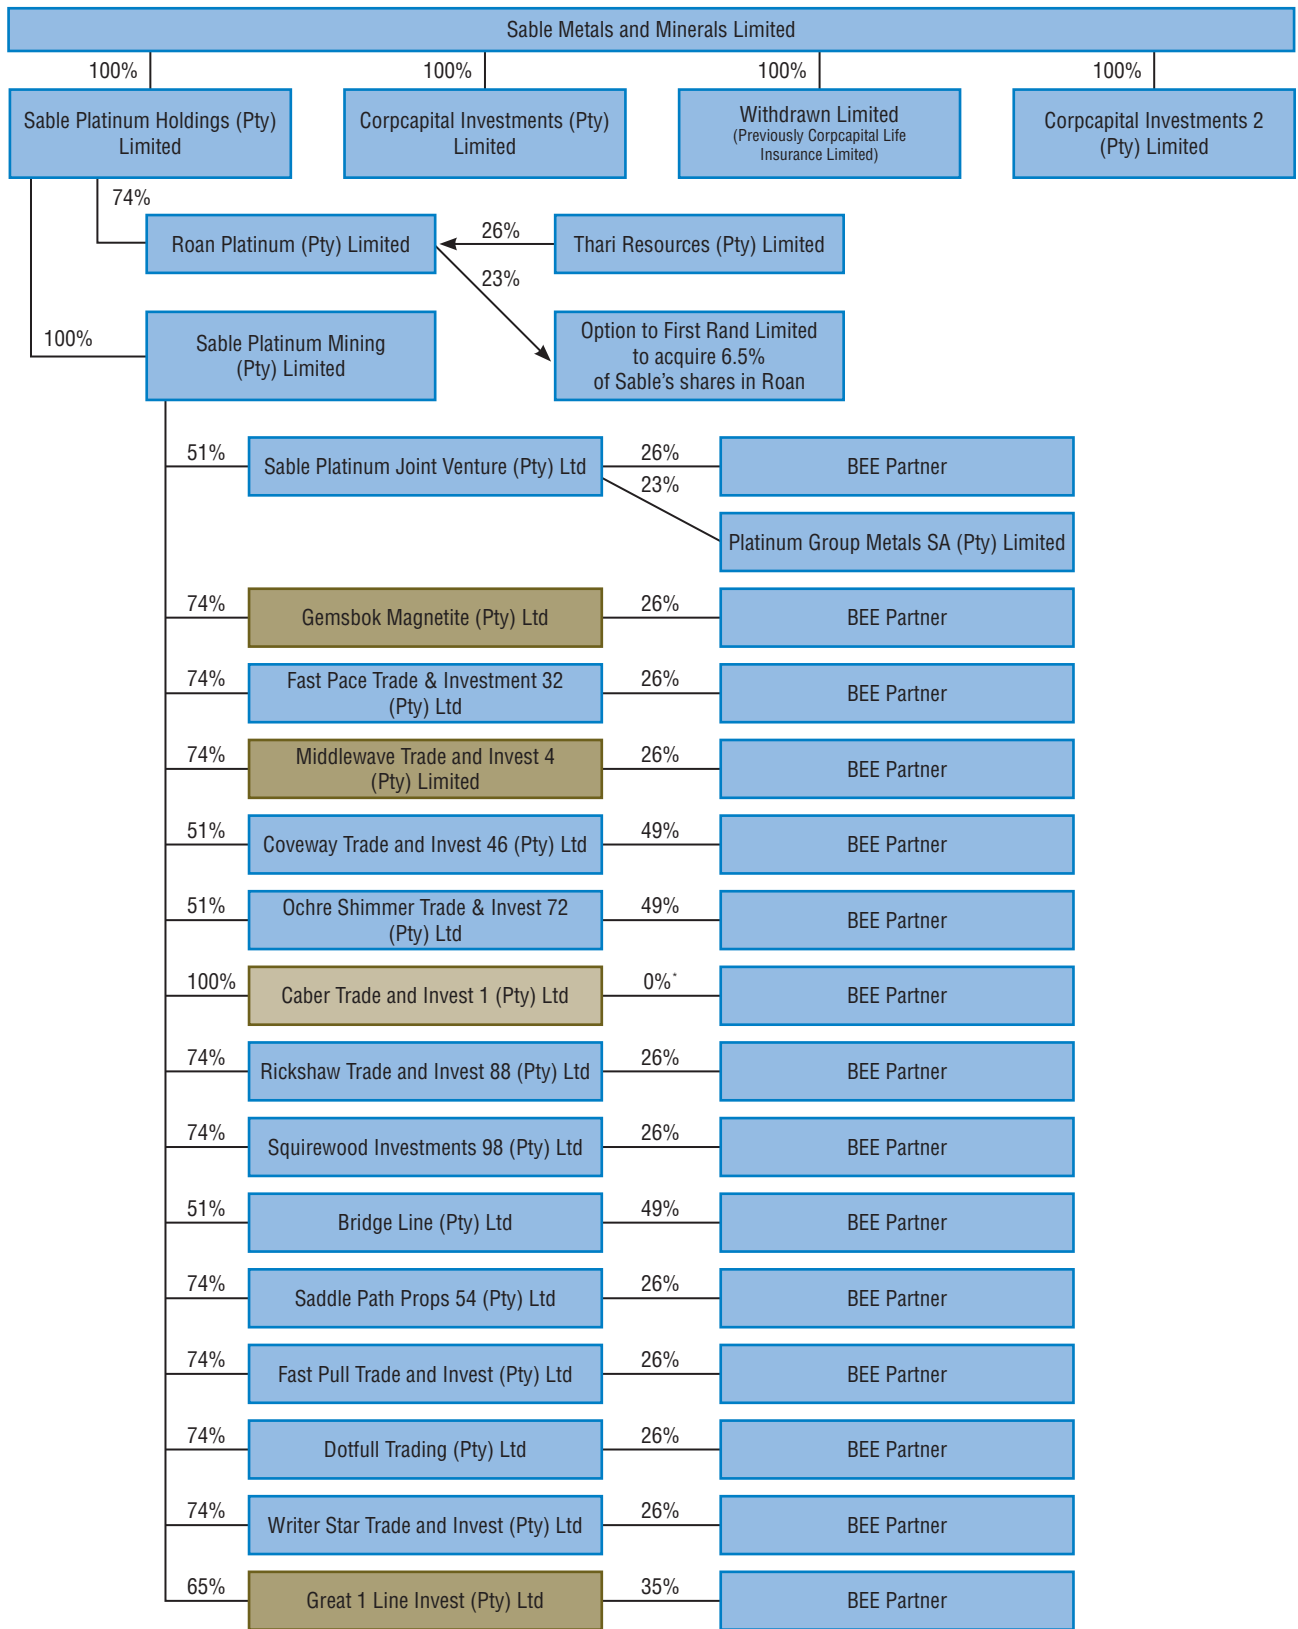 Sable Metals and Minerals Limited
100%
100%
100%
100%
Sable Platinum Holdings (Pty)
Limited
Corpcapital Investments (Pty)
Limited
Withdrawn Limited
(Previously Corpcapital Life
Insurance Limited)
Corpcapital Investments 2
(Pty) Limited
74%
Roan Platinum (Pty) Limited
26%
Thari Resources (Pty) Limited
23%
100%
Sable Platinum Mining
(Pty) Limited
Option to First Rand Limited
to acquire 6.5%
of Sable's shares in Roan
51%
Sable Platinum Joint Venture (Pty) Ltd
26%
BEE Partner
23%
Platinum Group Metals SA (Pty) Limited
74%
Gemsbok Magnetite (Pty) Ltd
26%
BEE Partner
74%
Fast Pace Trade & Investment 32
(Pty) Ltd
26%
BEE Partner
74%
Middlewave Trade and Invest 4
(Pty) Limited
26%
BEE Partner
51%
Coveway Trade and Invest 46 (Pty) Ltd
49%
BEE Partner
51%
Ochre Shimmer Trade & Invest 72
(Pty) Ltd
49%
BEE Partner
100%
Caber Trade and Invest 1 (Pty) Ltd
0%*
BEE Partner
74%
Rickshaw Trade and Invest 88 (Pty) Ltd
26%
BEE Partner
74%
Squirewood Investments 98 (Pty) Ltd
26%
BEE Partner
51%
Bridge Line (Pty) Ltd
49%
BEE Partner
74%
Saddle Path Props 54 (Pty) Ltd
26%
BEE Partner
74%
Fast Pull Trade and Invest (Pty) Ltd
26%
BEE Partner
74%
Dotfull Trading (Pty) Ltd
26%
BEE Partner
74%
Writer Star Trade and Invest (Pty) Ltd
26%
BEE Partner
65%
Great 1 Line Invest (Pty) Ltd
35%
BEE Partner